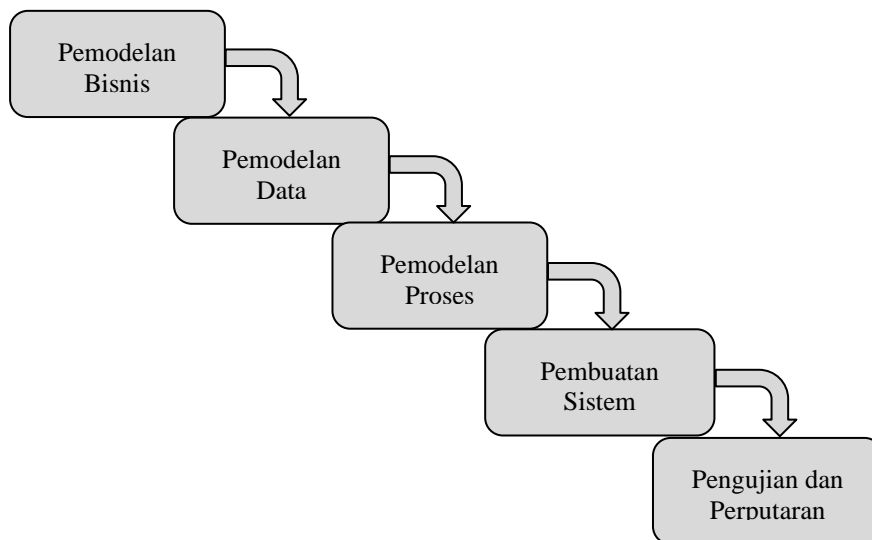 Pemodelan
Bisnis
Pemodelan
Data
Pemodelan
Proses
Pembuatan
Sistem
Pengujian dan
Perputaran